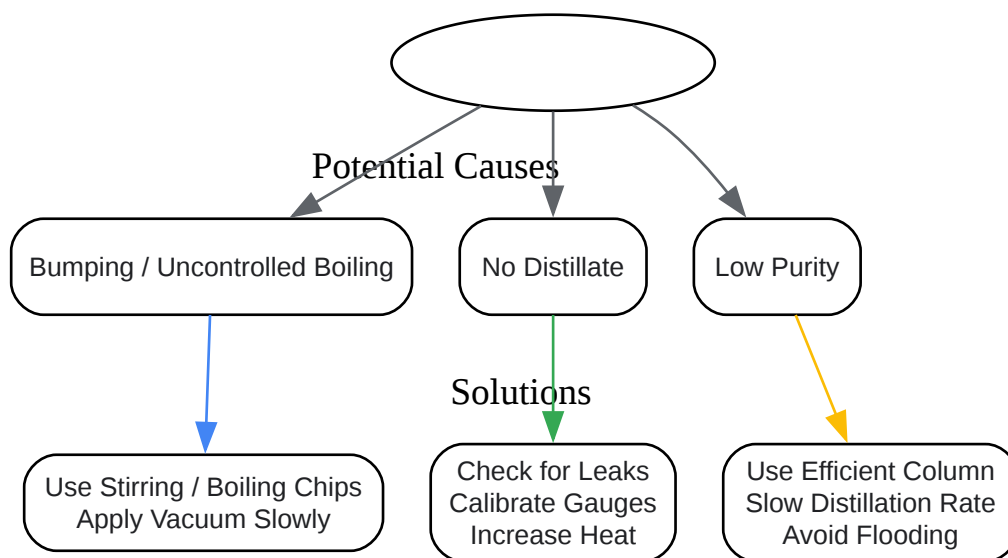 Potential Causes
Bumping / Uncontrolled Boiling
No Distillate
Low Purity
Solutions
Use Stirring / Boiling Chips
Apply Vacuum Slowly
Check for Leaks
Calibrate Gauges
Increase Heat
Use Efficient Column
Slow Distillation Rate
Avoid Flooding